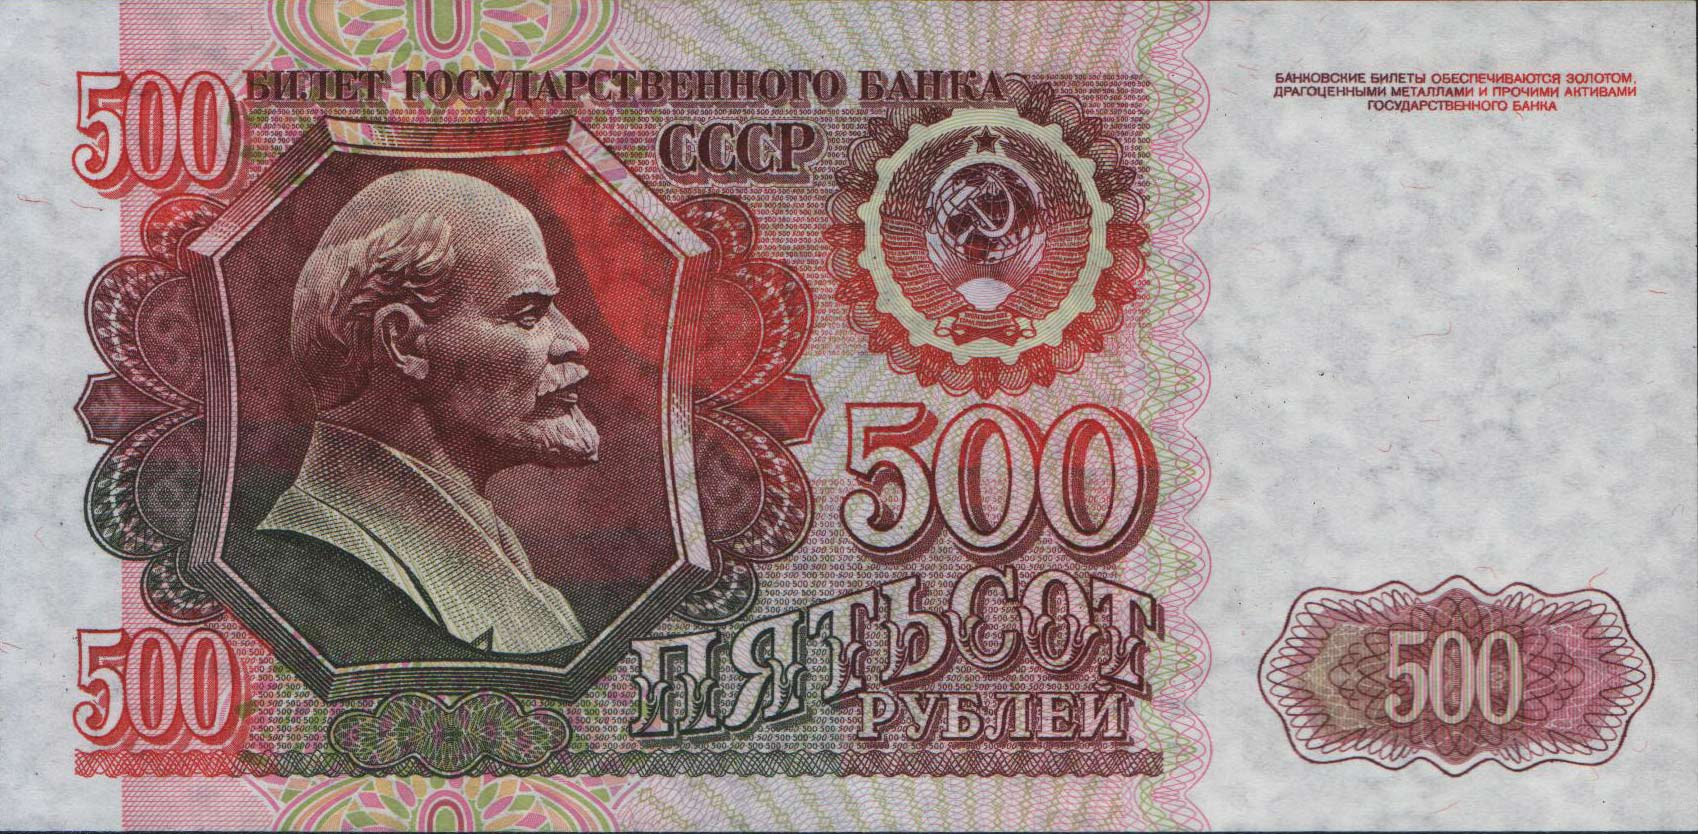 500
БИЛЕТ ГОСУДАРСТВЕННОГО БАНКА
СССР
БАНКОВСКИЕ БИЛЕТЫ ОБЕСПЕЧИВАЮТСЯ ЗОЛОТОМ,
ДРАГОЦЕННЫМИ МЕТАЛЛАМИ И ПРОЧИМИ АКТИВАМИ
ГОСУДАРСТВЕННОГО БАНКА
500
ПЯТЬСОТ
РУБЛЕЙ
500
500